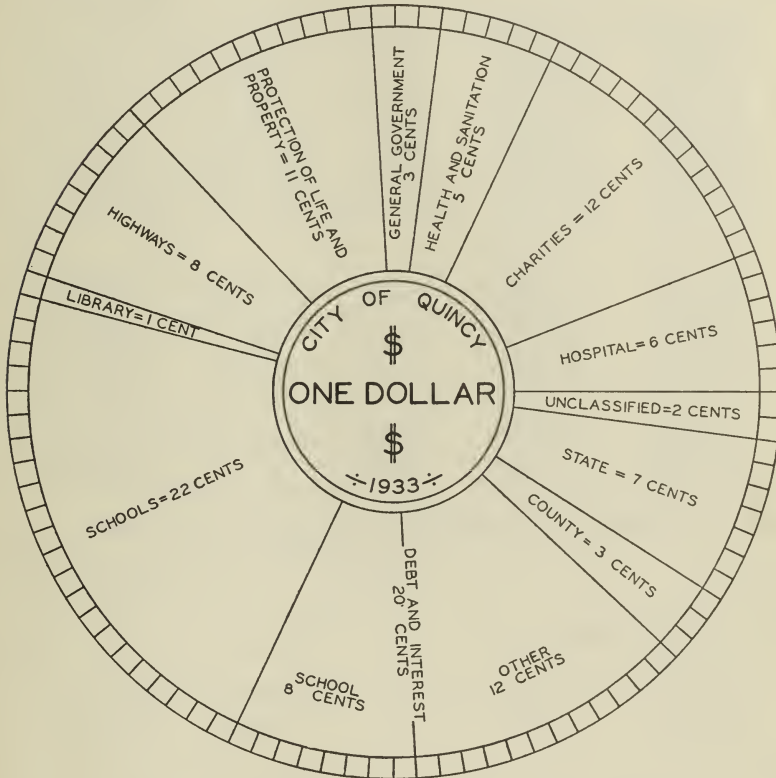 PROTECTION OF LIFE AND
PROPERTY = 11 CENTS
GENERAL GOVERNMENT
3 CENTS
HEALTH AND SANITATION
5 CENTS
CHARITIES = 12 CENTS
HOSPITAL = 6 CENTS
UNCLASSIFIED=2 CENTS
STATE = 7 CENTS
COUNTY = 3 CENTS
OTHER
12 CENTS
DEBT AND INTEREST
20 CENTS
SCHOOL
8 CENTS
SCHOOLS=22 CENTS
LIBRARY=1 CENT
HIGHWAYS = 8 CENTS
CITY OF QUINCY
$
ONE DOLLAR
$
÷1933÷